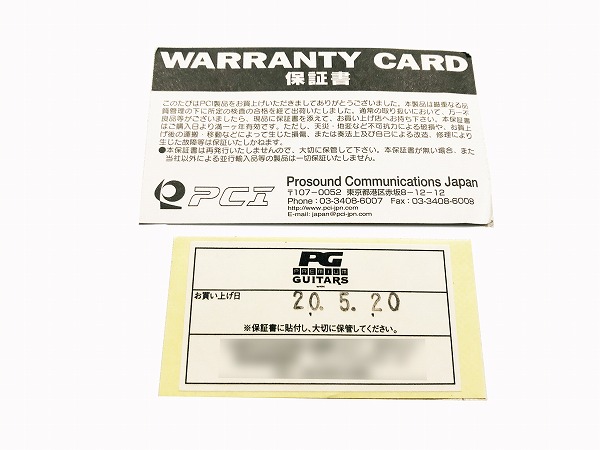 WARRANTY CARD
保証書
このたびはPCI製品をお買上げいただきましてありがとうございました。本製品は厳重なる品
質管理の下に所定の検査の合格を経て出荷いたしました。通常の取り扱いにおいて、万一不
良品等がございましたら、現品に保証書を添えて、お買い上げ店へお持ち下さい。本保証書
はご購入日より満一ヶ年有効です。ただし、天災・地変など不可抗力による破損や、お買上
げ後の運搬・移動などによって生じた損傷、または奏法上及び自己による改造、修理により
生じた故障等は保証しいたしかねます。
●本保証書は再発行いたしませんので、大切に保管して下さい。本保証書が無い場合、また
当社以外による並行輸入品等の製品は一切保証いたしません。
PCI
Prosound Communications Japan
〒107-0052 東京都港区赤坂8-12-12
Phone : 03-3408-6007 Fax : 03-3408-6008
http://www.pci-jpn.com
E-mail: japan@pci-jpn.com
PG
PREMIUM
GUITARS
お買い上げ日
20.5.20
※保証書に貼付し、大切に保管してください。